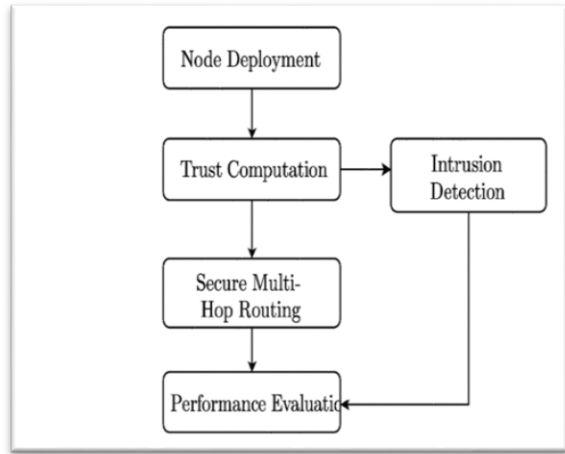 Node Deployment
Trust Computation
Intrusion
Detection
Secure Multi-
Hop Routing
Performance Evaluatio